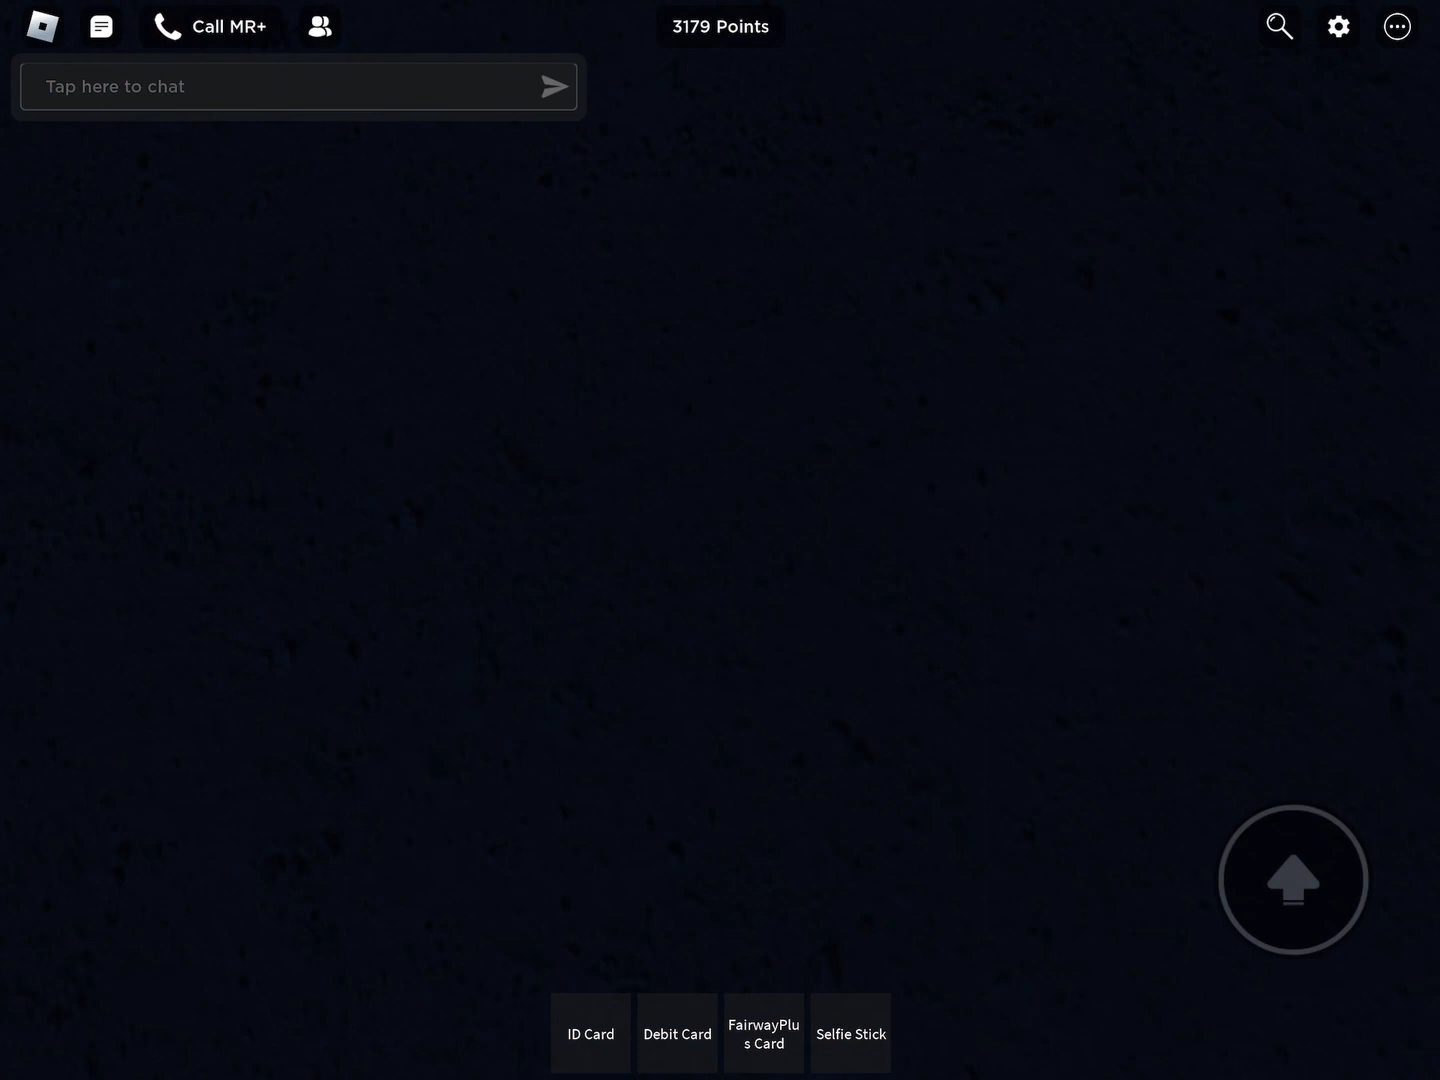 Call MR+
3179 Points
Tap here to chat
ID Card
Debit Card
FairwayPlu
s Card
Selfie Stick